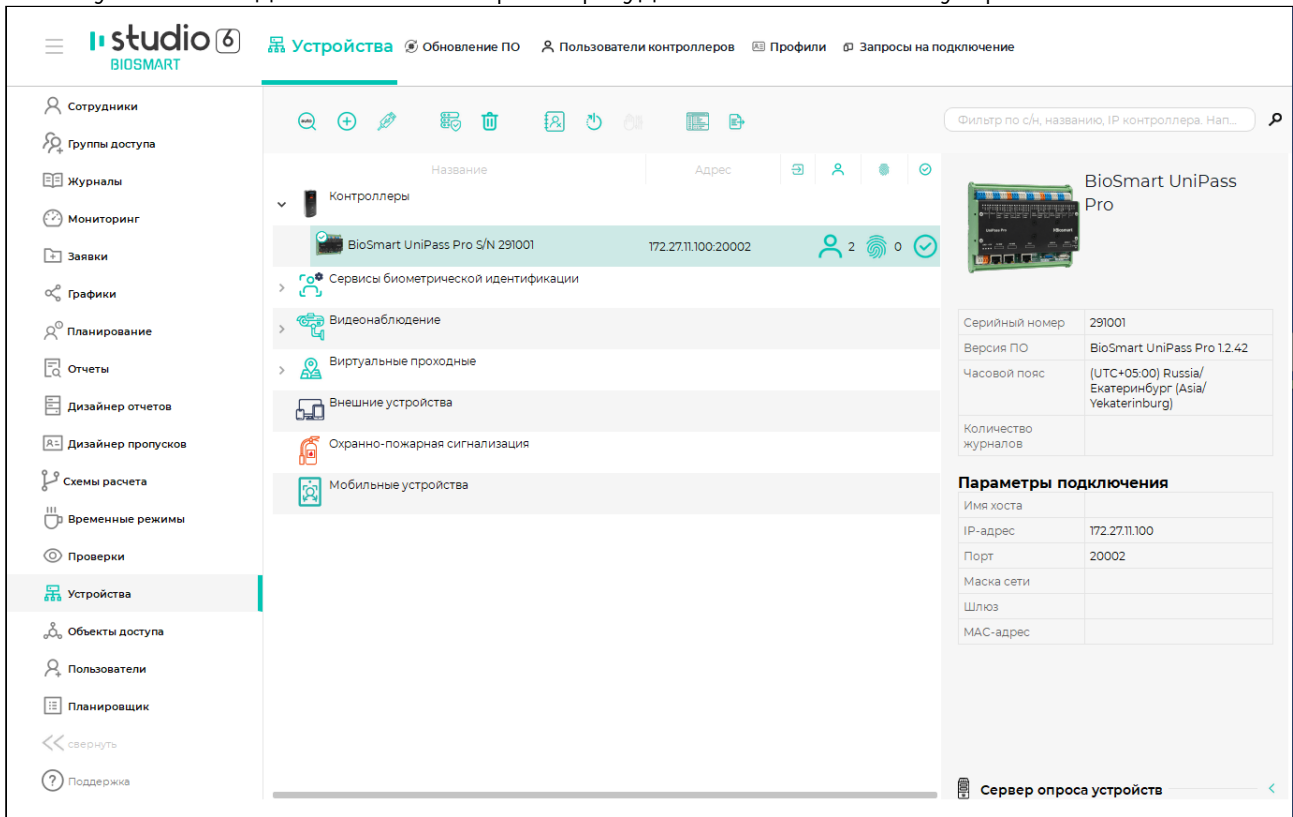 studio 6
BIOSMART
Устройства
Обновление ПО
Пользователи контроллеров
Профили
Запросы на подключение
Сотрудники
Группы доступа
Журналы
Мониторинг
Заявки
Графики
Планирование
Отчеты
Дизайнер отчетов
Дизайнер пропусков
Схемы расчета
Временные режимы
Проверки
Устройства
Объекты доступа
Пользователи
Планировщик
свернуть
Поддержка
Фильтр по с/н, названию, IP контроллера. Нап...
Название
Адрес
Контроллеры
BioSmart UniPass Pro S/N 291001
172.27.11.100:20002
2
0
Сервисы биометрической идентификации
Видеонаблюдение
Виртуальные проходные
Внешние устройства
Охранно-пожарная сигнализация
Мобильные устройства
BioSmart UniPass
Pro
Серийный номер
291001
Версия ПО
BioSmart UniPass Pro 1.2.42
Часовой пояс
(UTC+05:00) Russia/
Екатеринбург (Asia/
Yekaterinburg)
Количество
журналов
Параметры подключения
Имя хоста
IP-адрес
172.27.11.100
Порт
20002
Маска сети
Шлюз
MAC-адрес
Сервер опроса устройств